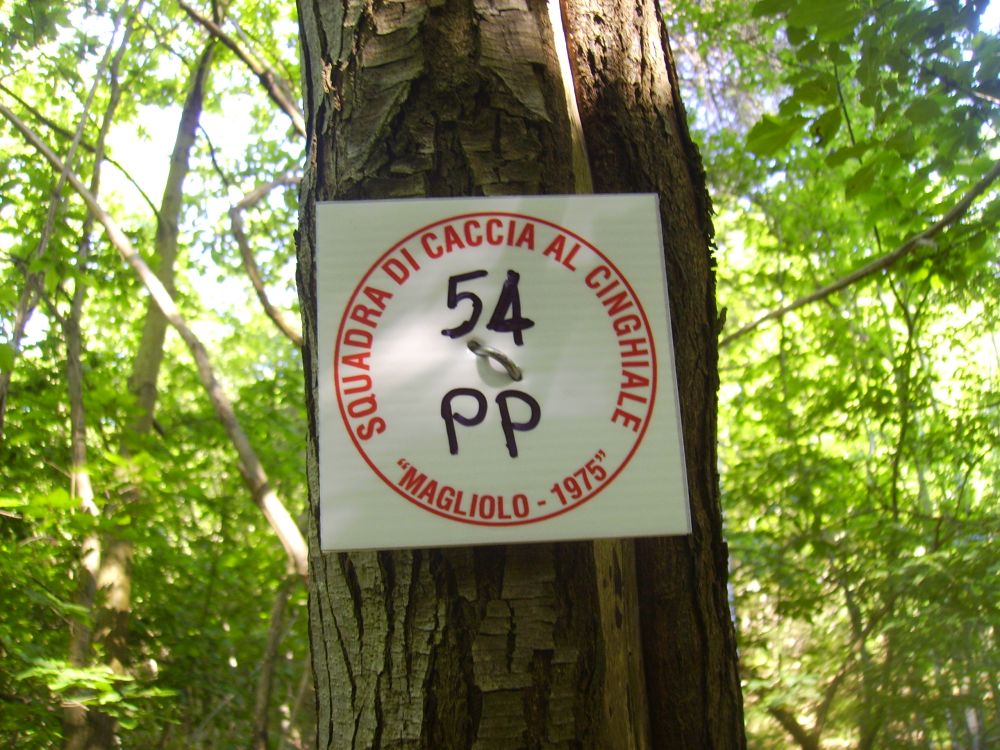 SQUADRA DI CACCIA AL CINGHIALE
54
PP
"MAGLIOLO - 1975"